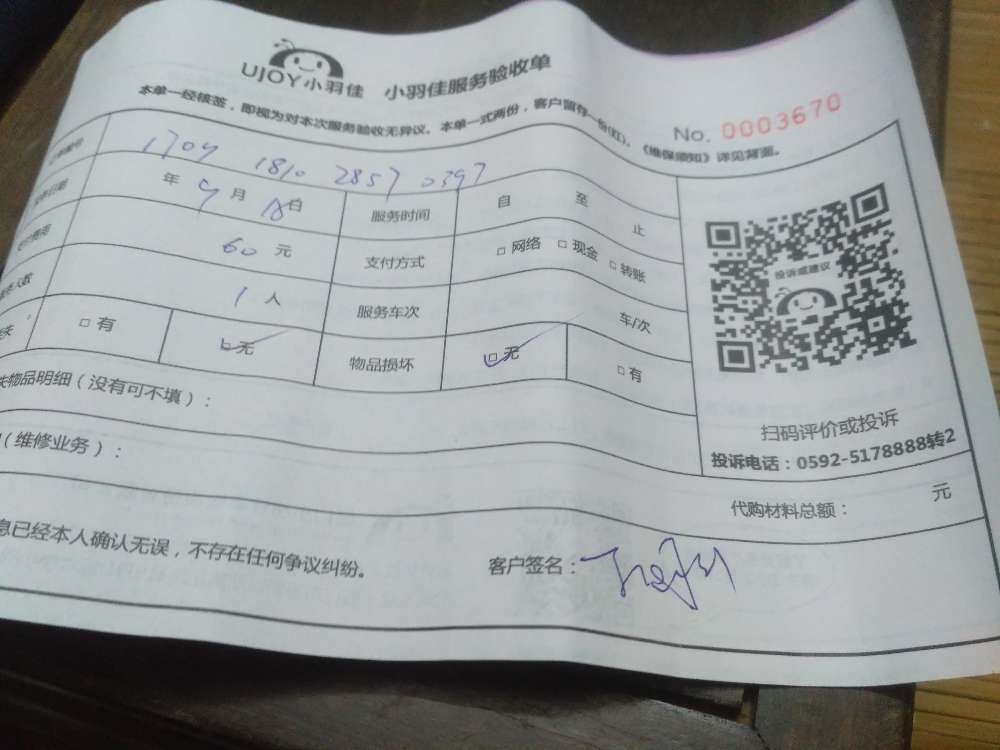 UJOY小羽佳 小羽佳服务验收单
本单一经核签，即视为对本次服务验收无异议。本单一式两份，客户留存一份(红)。《维保须知》详见背面。
No. 0003670
1704 1810 2857 0397
年 月 日 服务时间 自 至 止
60 元 支付方式 □网络 □现金 □转账
1 人 服务车次 车/次
□有 □无 物品损坏 □无 □有
失物品明细（没有可不填）：
（维修业务）：
投诉或建议
扫码评价或投诉
投诉电话：0592-5178888转2
代购材料总额： 元
息已经本人确认无误，不存在任何争议纠纷。 客户签名：